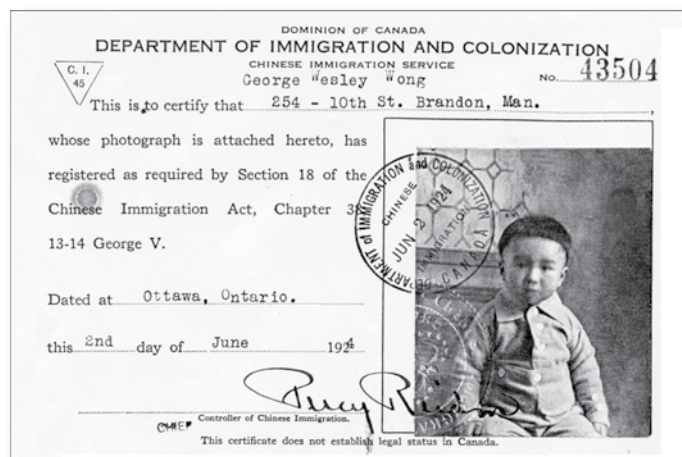 DOMINION OF CANADA
DEPARTMENT OF IMMIGRATION AND COLONIZATION
CHINESE IMMIGRATION SERVICE
C. I.
45
George Wesley Wong
No. 43504
This is to certify that 254 - 10th St. Brandon, Man.,
whose photograph is attached hereto, has
registered as required by Section 18 of the
Chinese Immigration Act, Chapter 38
13-14 George V.
Dated at Ottawa, Ontario.
this 2nd day of June 1924
DEPARTMENT of IMMIGRATION and COLONIZATION
CHINESE
JUN 2 1924
IMMIGRATION
CANADA
Percy Reid
CHIEF Controller of Chinese Immigration.
This certificate does not establish legal status in Canada.